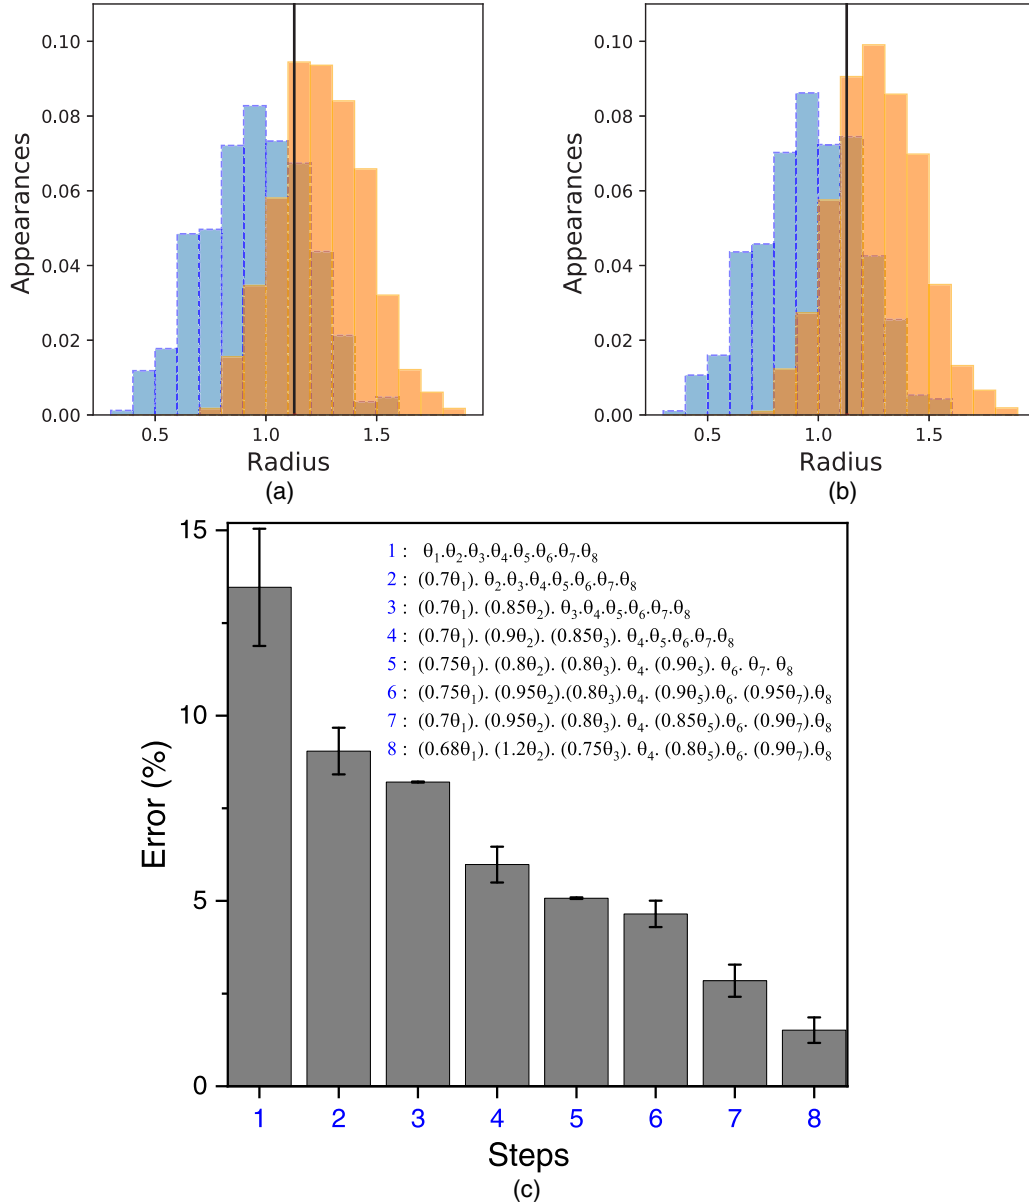 0.10
0.08
0.06
0.04
0.02
0.00
Appearances
0.5
1.0
1.5
Radius
(a)
0.10
0.08
0.06
0.04
0.02
0.00
Appearances
0.5
1.0
1.5
Radius
(b)
15
10
5
0
Error (%)
1 : θ₁.θ₂.θ₃.θ₄.θ₅.θ₆.θ₇.θ₈
2 : (0.7θ₁). θ₂.θ₃.θ₄.θ₅.θ₆.θ₇.θ₈
3 : (0.7θ₁). (0.85θ₂). θ₃.θ₄.θ₅.θ₆.θ₇.θ₈
4 : (0.7θ₁). (0.9θ₂). (0.85θ₃). θ₄.θ₅.θ₆.θ₇.θ₈
5 : (0.75θ₁). (0.8θ₂). (0.8θ₃). θ₄. (0.9θ₅). θ₆. θ₇. θ₈
6 : (0.75θ₁). (0.95θ₂).(0.8θ₃).θ₄. (0.9θ₅).θ₆. (0.95θ₇).θ₈
7 : (0.7θ₁). (0.95θ₂). (0.8θ₃). θ₄. (0.85θ₅).θ₆. (0.9θ₇).θ₈
8 : (0.68θ₁). (1.2θ₂). (0.75θ₃). θ₄. (0.8θ₅).θ₆. (0.9θ₇).θ₈
1 2 3 4 5 6 7 8
Steps
(c)